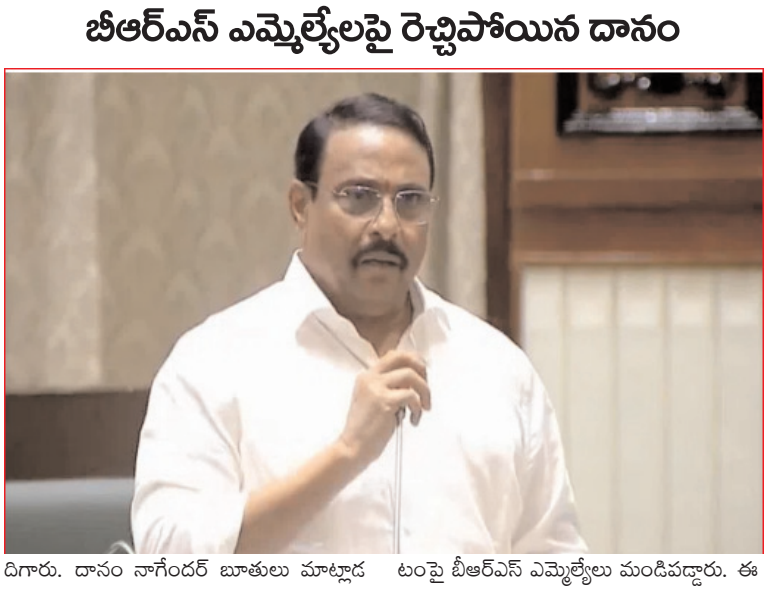 బీఆర్ఎస్ ఎమ్మెల్యేలపై రెచ్చిపోయిన దానం
దిగారు. దానం నాగేందర్ బూతులు మాట్లాడ
టంపై బీఆర్ఎస్ ఎమ్మెల్యేలు మండిపడ్డారు. ఈ